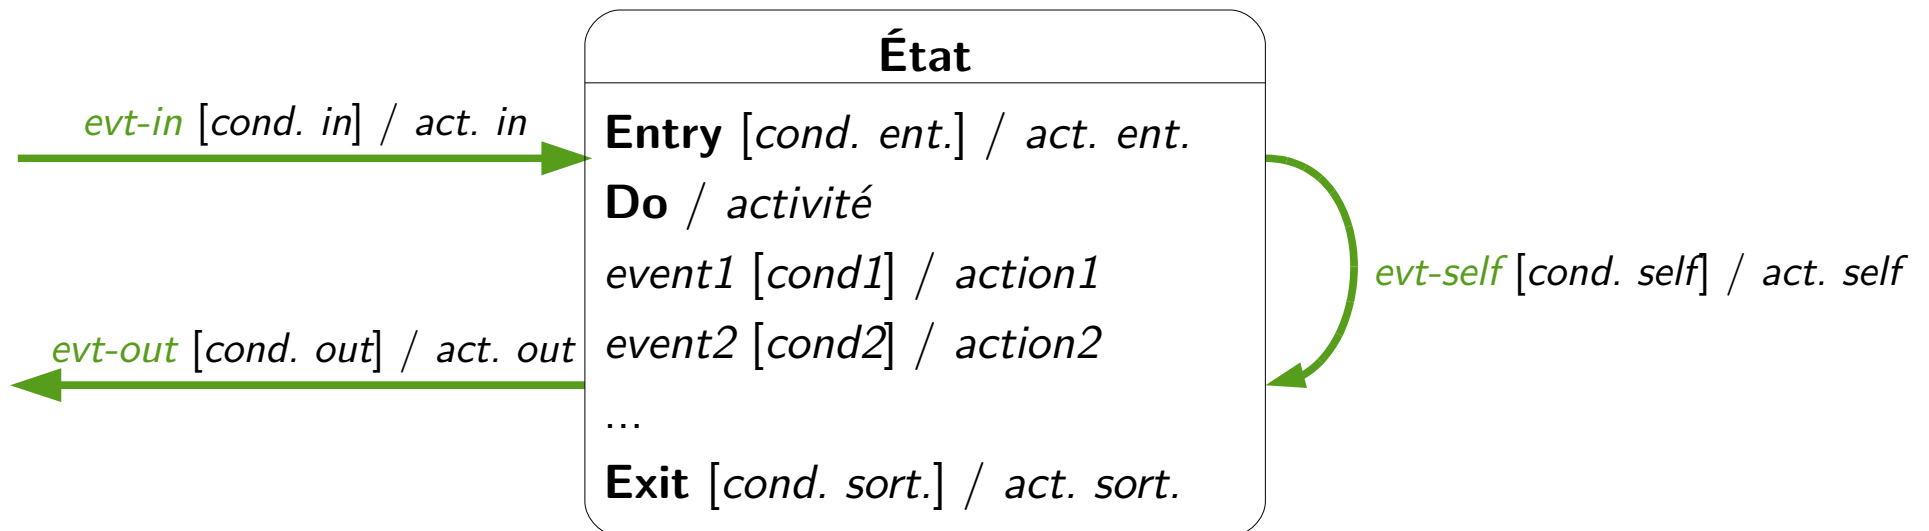 État
evt-in [cond. in] / act. in
Entry [cond. ent.] / act. ent.
Do / activité
event1 [cond1] / action1
evt-self [cond. self] / act. self
event2 [cond2] / action2
evt-out [cond. out] / act. out
...
Exit [cond. sort.] / act. sort.